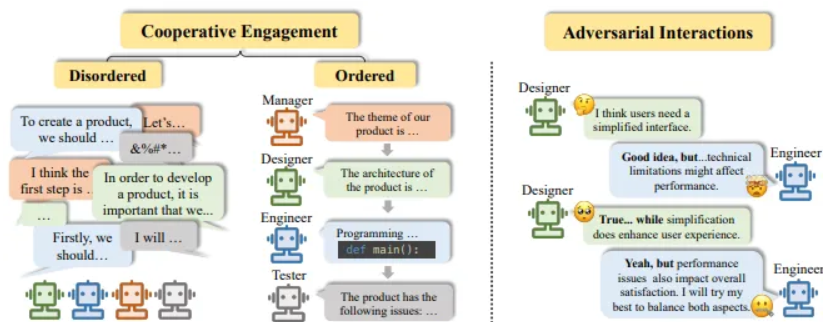 Cooperative Engagement
Disordered
Ordered
To create a product,
we should …
Let's…
&%#*…
I think the
first step is …
In order to develop
a product, it is
important that we...
…
Firstly, we
should…
I will …
Manager
The theme of our
product is …
Designer
The architecture of
the product is …
Engineer
Programming …
def main():
Tester
The product has the
following issues: …
Adversarial Interactions
Designer
I think users need a
simplified interface.
Engineer
Good idea, but...technical
limitations might affect
performance.
Designer
True... while simplification
does enhance user experience.
Engineer
Yeah, but performance
issues also impact overall
satisfaction. I will try my
best to balance both aspects.